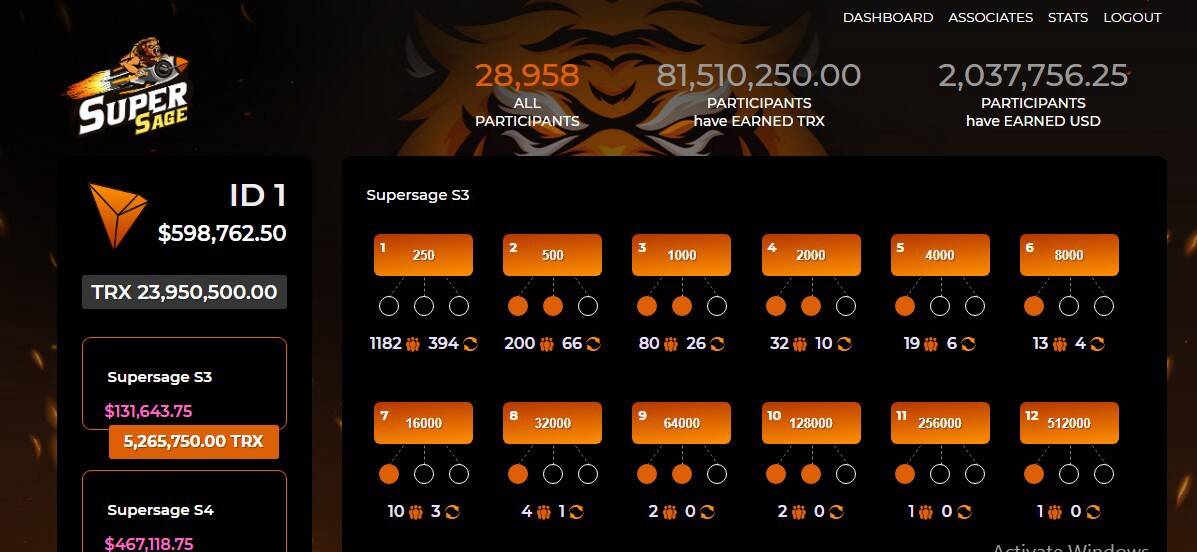 DASHBOARD ASSOCIATES STATS LOGOUT
SUPER
SAGE
28,958 81,510,250.00 2,037,756.25
ALL PARTICIPANTS PARTICIPANTS
PARTICIPANTS have EARNED TRX have EARNED USD
ID 1
$598,762.50
TRX 23,950,500.00
Supersage S3
$131,643.75
5,265,750.00 TRX
Supersage S4
$467,118.75
Supersage S3
1 250 2 500 3 1000 4 2000 5 4000 6 8000
1182 394 200 66 80 26 32 10 19 6 13 4
7 16000 8 32000 9 64000 10 128000 11 256000 12 512000
10 3 4 1 2 0 2 0 1 0 1 0
Activate Windows